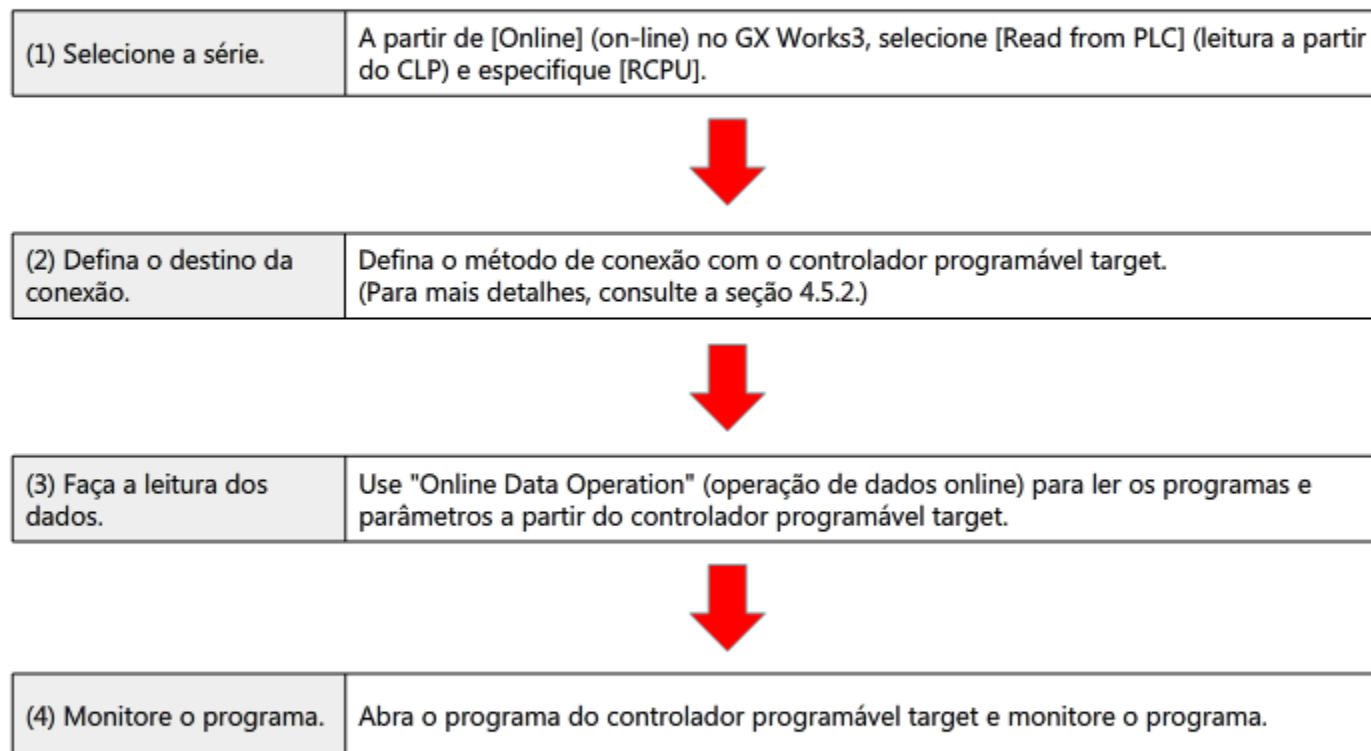 (1) Selecione a série.
A partir de [Online] (on-line) no GX Works3, selecione [Read from PLC] (leitura a partir
do CLP) e especifique [RCPU].
(2) Defina o destino da
conexão.
Defina o método de conexão com o controlador programável target.
(Para mais detalhes, consulte a seção 4.5.2.)
(3) Faça a leitura dos
dados.
Use "Online Data Operation" (operação de dados online) para ler os programas e
parâmetros a partir do controlador programável target.
(4) Monitore o programa.
Abra o programa do controlador programável target e monitore o programa.